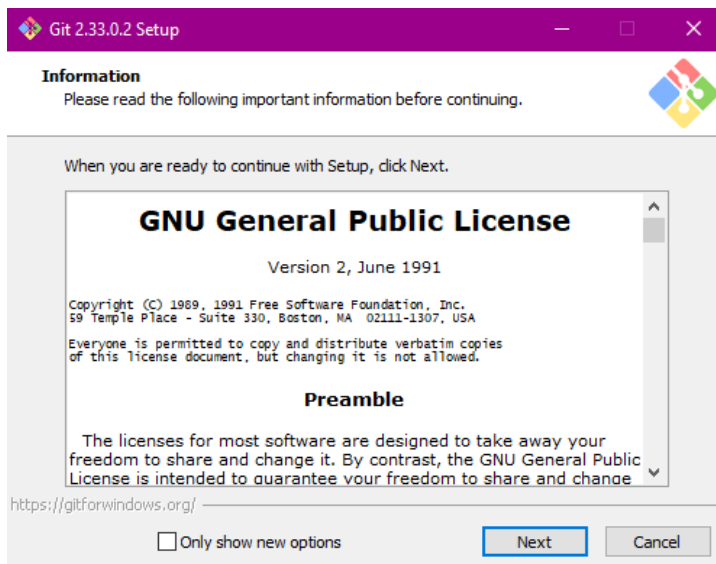 Git 2.33.0.2 Setup
Information
Please read the following important information before continuing.
When you are ready to continue with Setup, click Next.
GNU General Public License
Version 2, June 1991
Copyright (C) 1989, 1991 Free Software Foundation, Inc.
59 Temple Place - Suite 330, Boston, MA  02111-1307, USA
Everyone is permitted to copy and distribute verbatim copies
of this license document, but changing it is not allowed.
Preamble
The licenses for most software are designed to take away your
freedom to share and change it. By contrast, the GNU General Public
License is intended to guarantee your freedom to share and change
https://gitforwindows.org/
Only show new options
Next
Cancel